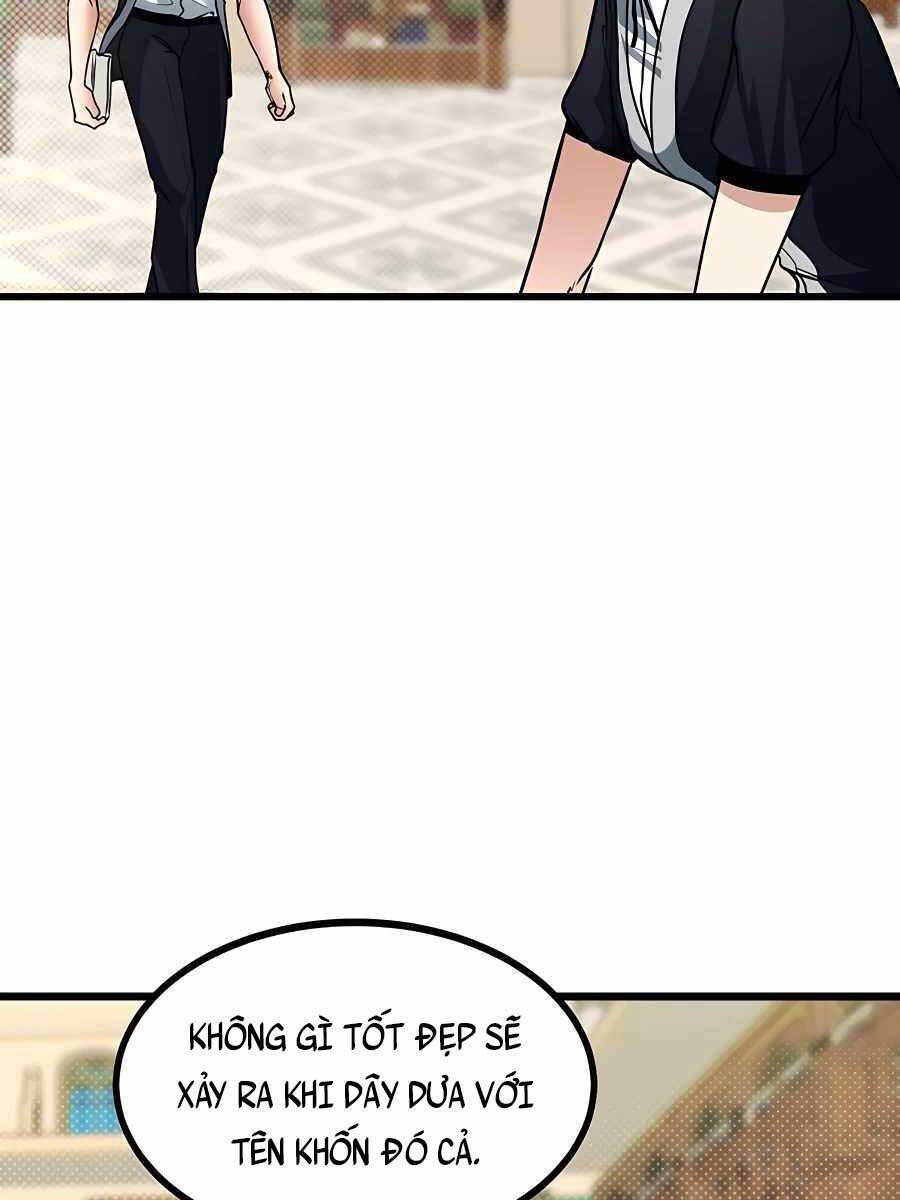 KHÔNG GÌ TỐT ĐẸP SẼ
XẢY RA KHI DÂY DƯA VỚI
TÊN KHỐN ĐÓ CẢ.